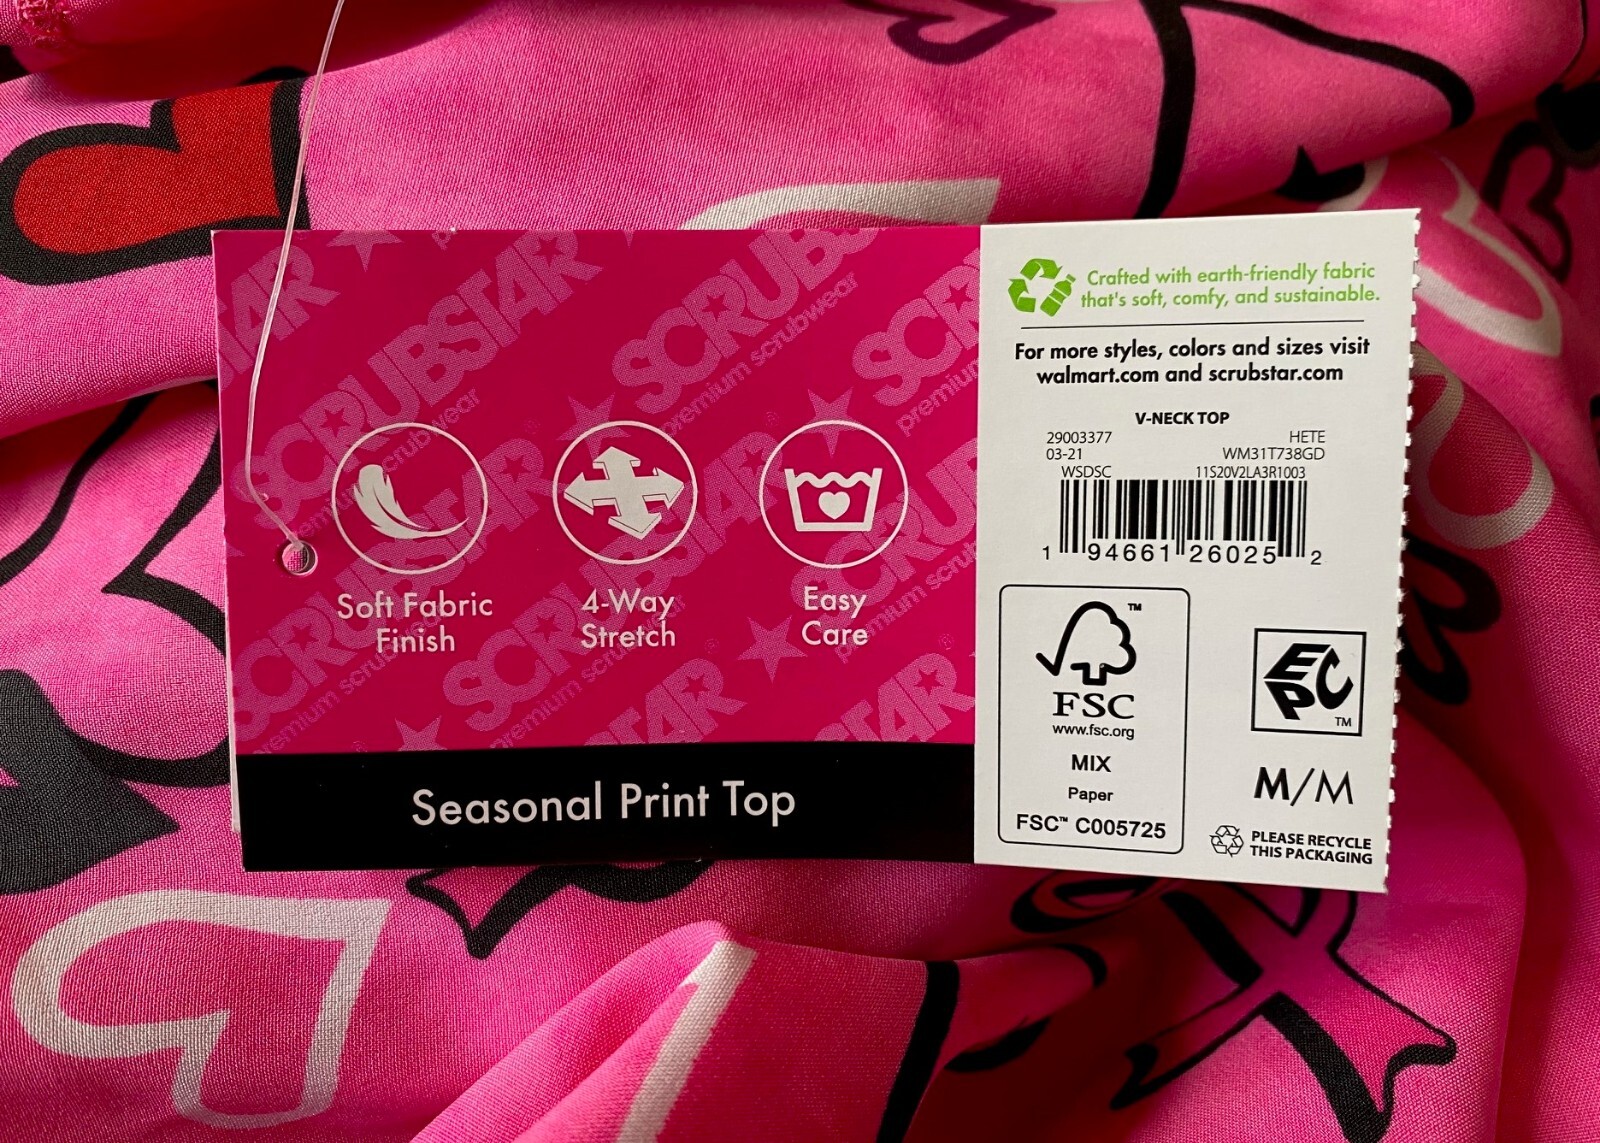 SCRUBSTAR
premium scrubwear
Soft Fabric
Finish
4-Way
Stretch
Easy
Care
Seasonal Print Top
Crafted with earth-friendly fabric
that's soft, comfy, and sustainable.
For more styles, colors and sizes visit
walmart.com and scrubstar.com
V-NECK TOP
29003377 HETE
03-21 WM31T738GD
WSDSC 11S20V2LA3R1003
1 94661 26025 2
FSC™
www.fsc.org
MIX
Paper
FSC™ C005725
EPC™
M/M
PLEASE RECYCLE
THIS PACKAGING